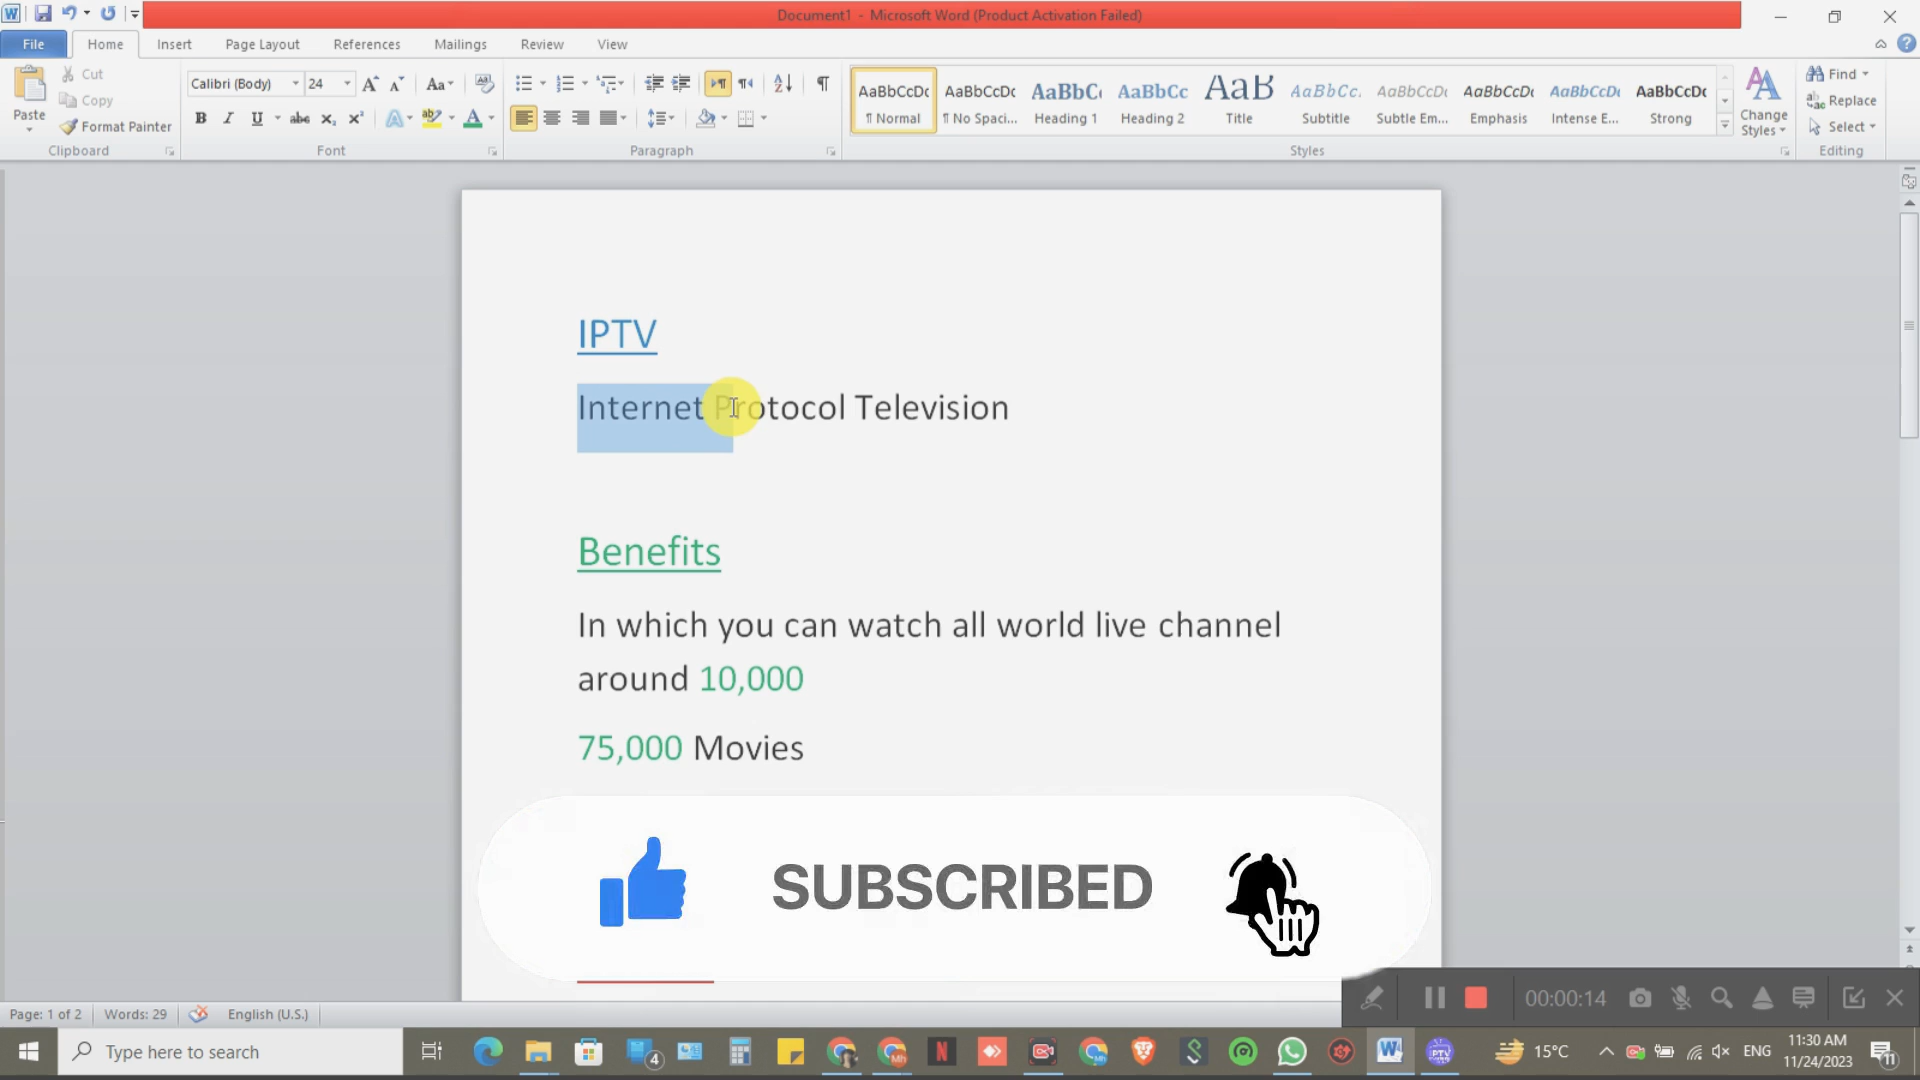 Document1 - Microsoft Word (Product Activation Failed)
File Home Insert Page Layout References Mailings Review View
Cut
Copy
Paste
Format Painter
Clipboard
Calibri (Body) 24
Font
Paragraph
AaBbCcDc AaBbCcDc AaBbC AaBbCc AaB AaBbCc. AaBbCcDc AaBbCcDc AaBbCcDc AaBbCcDc
¶ Normal ¶ No Spaci... Heading 1 Heading 2 Title Subtitle Subtle Em... Emphasis Intense E... Strong
Styles
Change Styles
Find
Replace
Select
Editing
IPTV
Internet Protocol Television
Benefits
In which you can watch all world live channel
around 10,000
75,000 Movies
SUBSCRIBED
00:00:14
Page: 1 of 2 Words: 29 English (U.S.)
Type here to search
4
15°C
ENG
11:30 AM
11/24/2023
11